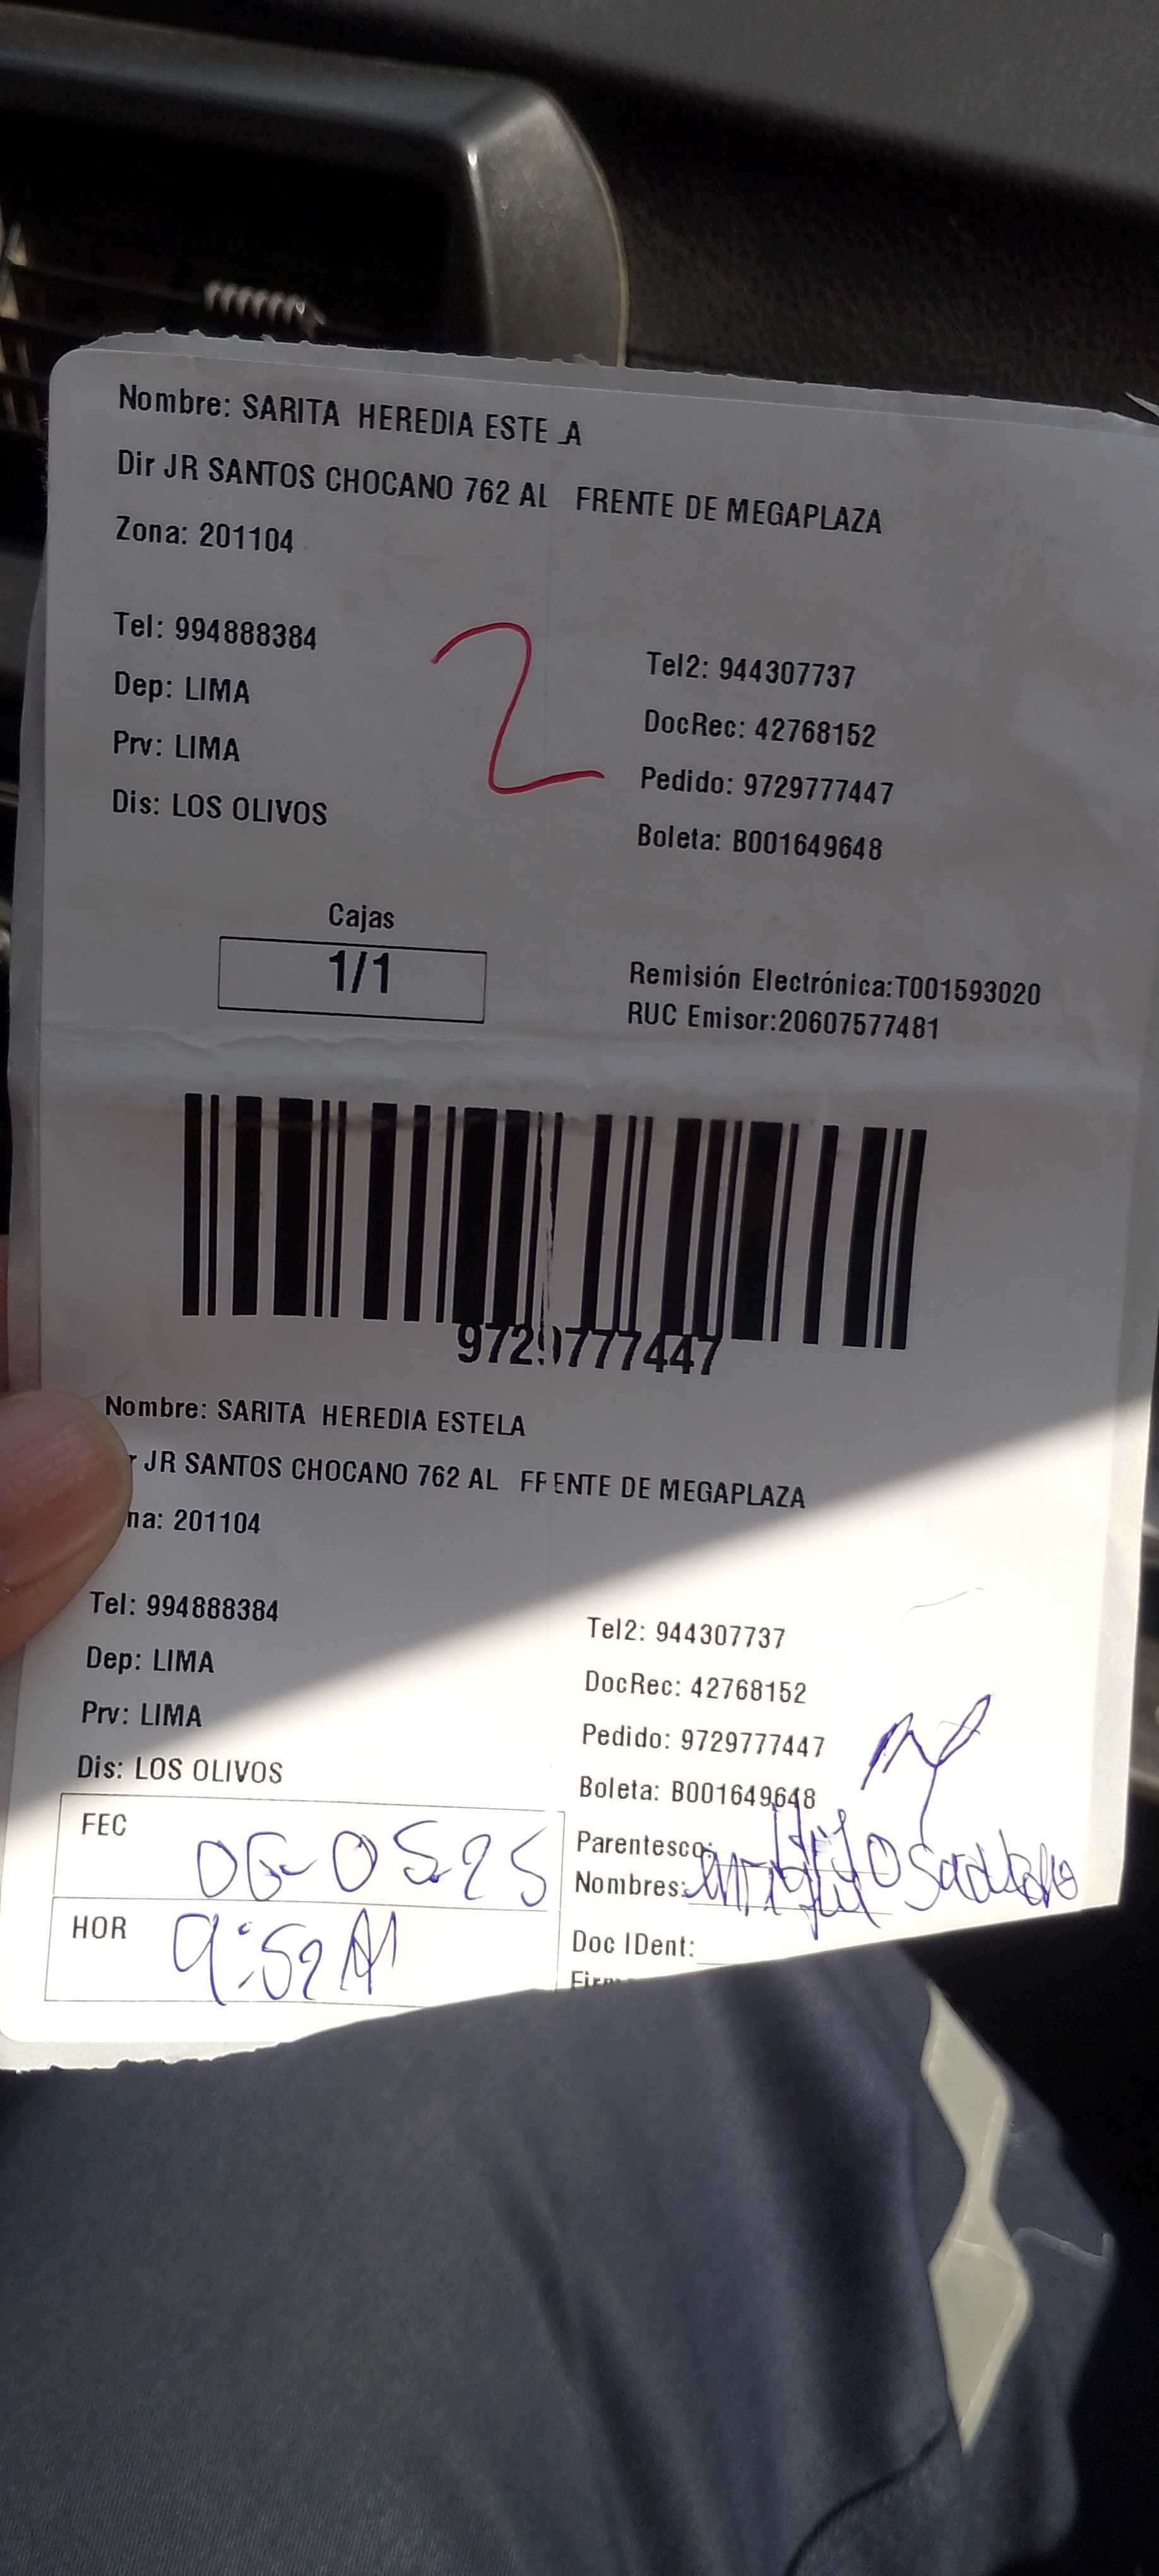 Nombre: SARITA HEREDIA ESTE A
Dir JR SANTOS CHOCANO 762 AL FRENTE DE MEGAPLAZA
Zona: 201104
Tel: 994888384
Tel2: 944307737
Dep: LIMA
DocRec: 42768152
Prv: LIMA
Pedido: 9729777447
Dis: LOS OLIVOS
Boleta: B001649648
2
Cajas
1/1
Remisión Electrónica:T001593020
RUC Emisor:20607577481
9729777447
Nombre: SARITA HEREDIA ESTELA
r JR SANTOS CHOCANO 762 AL FRENTE DE MEGAPLAZA
na: 201104
Tel: 994888384
Tel2: 944307737
Dep: LIMA
DocRec: 42768152
Prv: LIMA
Pedido: 9729777447
Dis: LOS OLIVOS
Boleta: B001649648
FEC 06-05-25
Parentesco:
Nombres:
HOR 9:52 AM
Doc IDent: